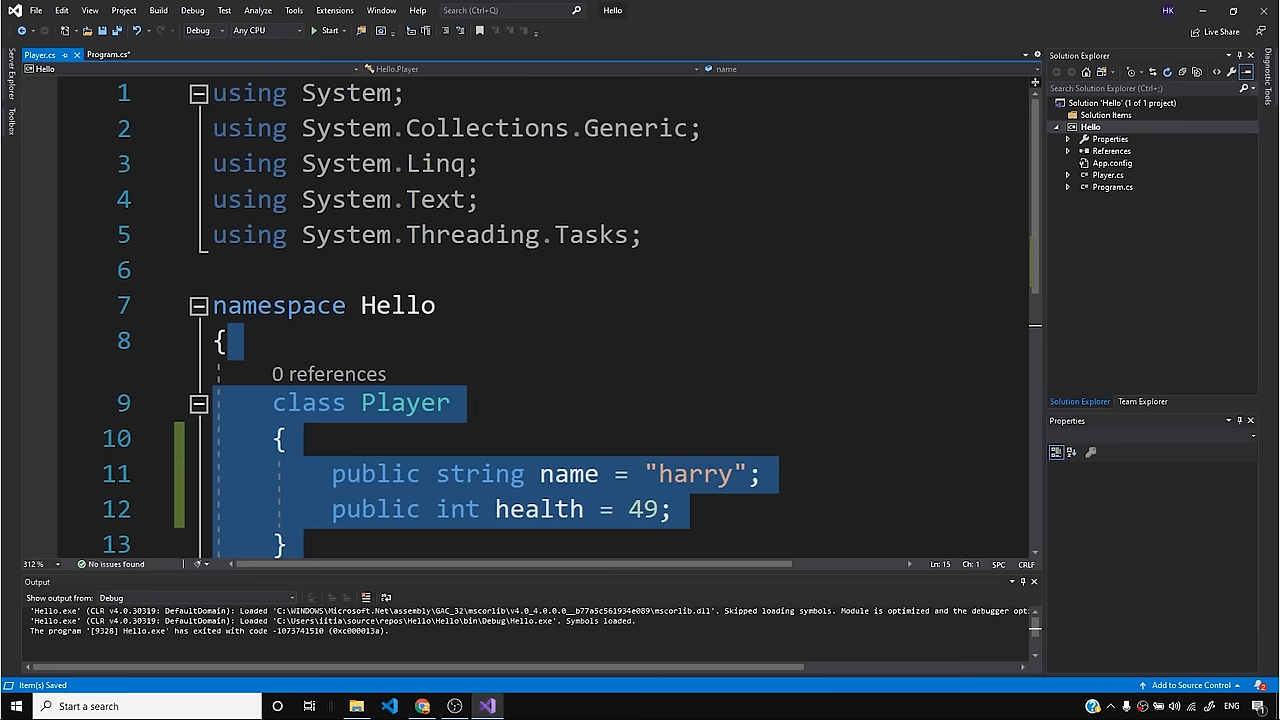 File Edit View Project Build Debug Test Analyze Tools Extensions Window Help Search (Ctrl+Q) Hello HK
Debug Any CPU Start Live Share
Player.cs Program.cs*
Hello Hello.Player name
Server Explorer
Toolbox
1 using System;
2 using System.Collections.Generic;
3 using System.Linq;
4 using System.Text;
5 using System.Threading.Tasks;
6
7 namespace Hello
8 {
0 references
9 class Player
10 {
11 public string name = "harry";
12 public int health = 49;
13 }
312 % No issues found Ln: 15 Ch: 1 SPC CRLF
Output
Show output from: Debug
'Hello.exe' (CLR v4.0.30319: DefaultDomain): Loaded 'C:\WINDOWS\Microsoft.Net\assembly\GAC_32\mscorlib\v4.0_4.0.0.0__b77a5c561934e089\mscorlib.dll'. Skipped loading symbols. Module is optimized and the debugger opti
'Hello.exe' (CLR v4.0.30319: DefaultDomain): Loaded 'C:\Users\iitia\source\repos\Hello\Hello\bin\Debug\Hello.exe'. Symbols loaded.
The program '[9328] Hello.exe' has exited with code -1073741510 (0xc000013a).
Solution Explorer
Search Solution Explorer (Ctrl+;)
Solution 'Hello' (1 of 1 project)
Solution Items
Hello
Properties
References
App.config
Player.cs
Program.cs
Solution Explorer Team Explorer
Properties
Diagnostic Tools
Item(s) Saved Add to Source Control 2
Start a search ENG